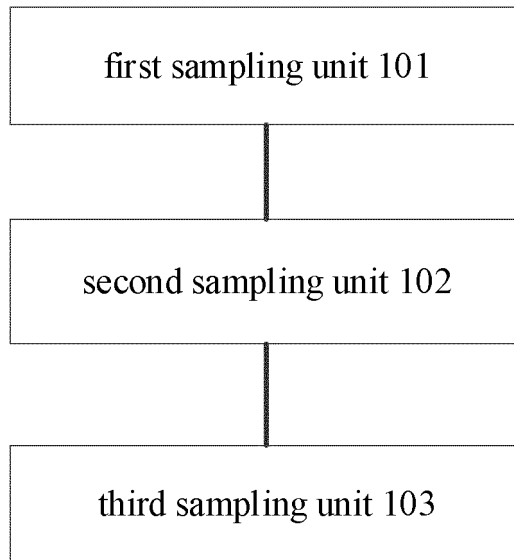 first sampling unit 101
second sampling unit 102
third sampling unit 103